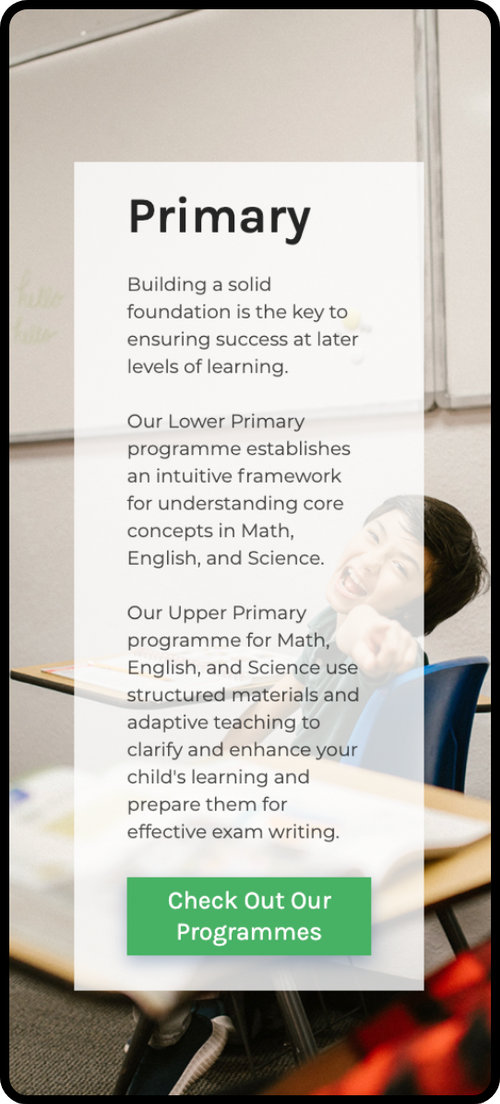 Primary
Building a solid
foundation is the key to
ensuring success at later
levels of learning.
Our Lower Primary
programme establishes
an intuitive framework
for understanding core
concepts in Math,
English, and Science.
Our Upper Primary
programme for Math,
English, and Science use
structured materials and
adaptive teaching to
clarify and enhance your
child's learning and
prepare them for
effective exam writing.
Check Out Our
Programmes
hello
hello